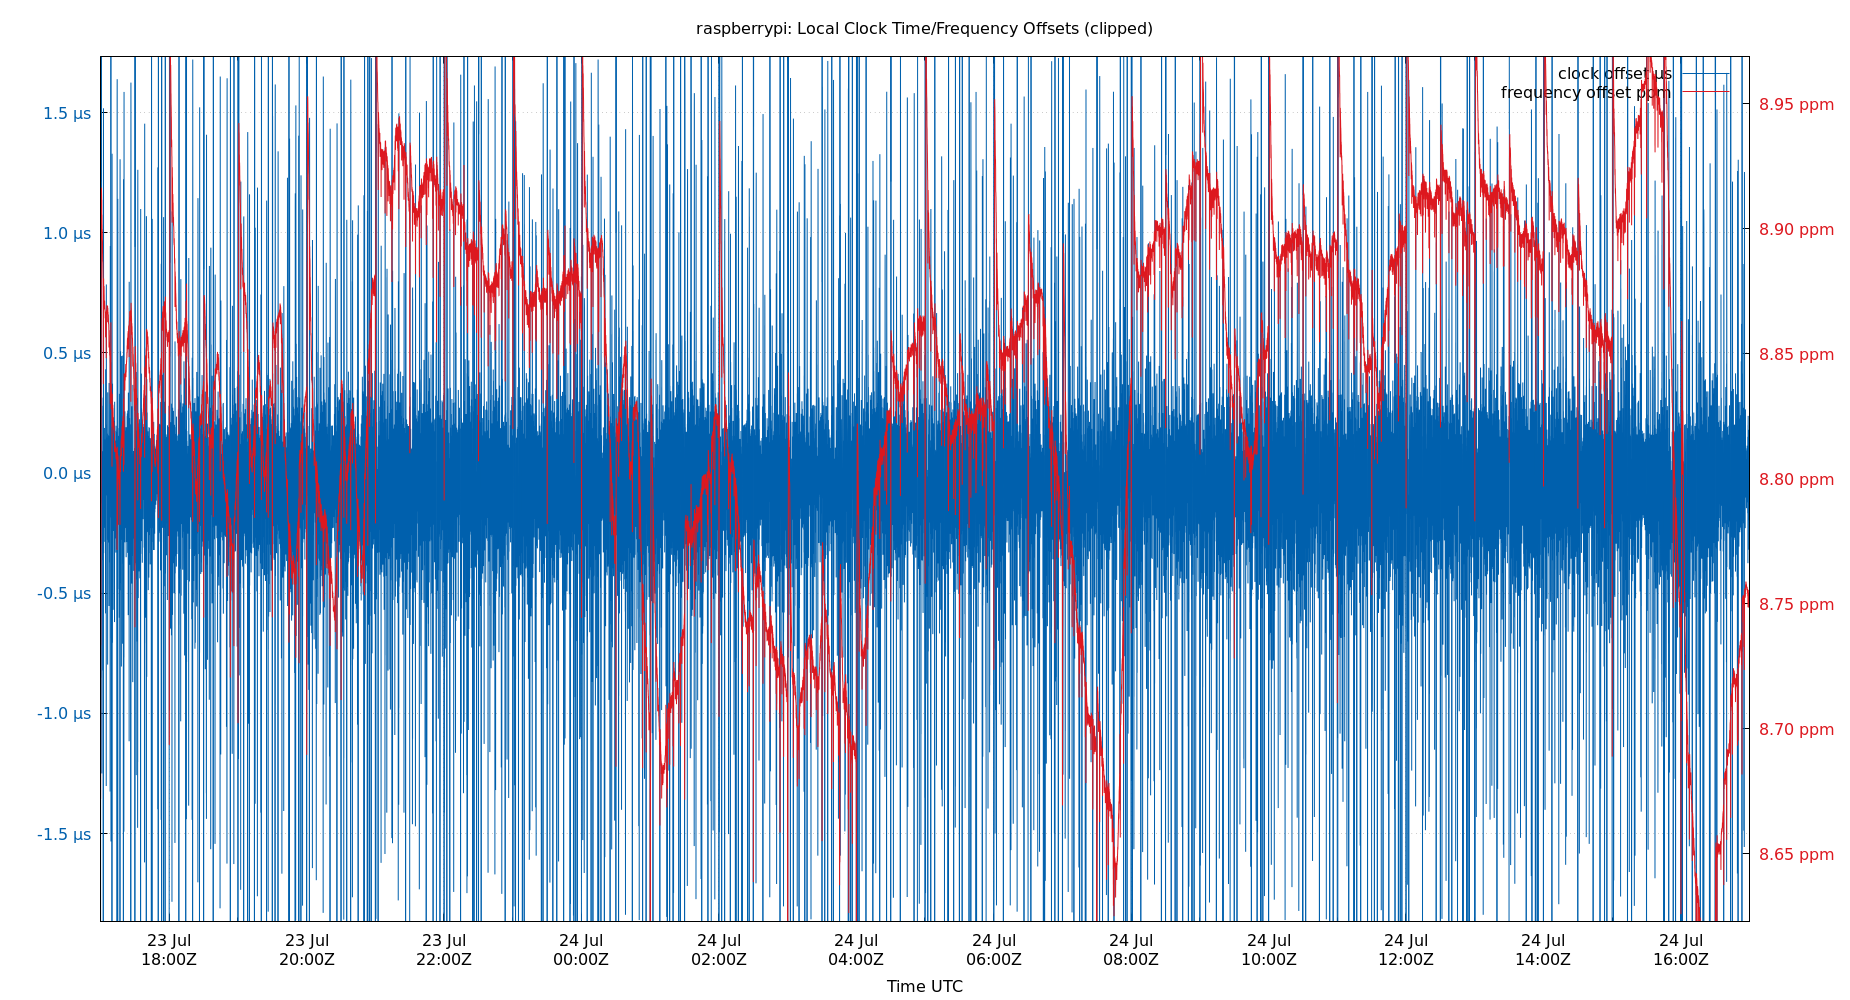 raspberrypi: Local Clock Time/Frequency Offsets (clipped)
clock offset us
frequency offset ppm
1.5 µs
1.0 µs
0.5 µs
0.0 µs
-0.5 µs
-1.0 µs
-1.5 µs
8.95 ppm
8.90 ppm
8.85 ppm
8.80 ppm
8.75 ppm
8.70 ppm
8.65 ppm
23 Jul 23 Jul 23 Jul 24 Jul 24 Jul 24 Jul 24 Jul 24 Jul 24 Jul 24 Jul 24 Jul 24 Jul
18:00Z 20:00Z 22:00Z 00:00Z 02:00Z 04:00Z 06:00Z 08:00Z 10:00Z 12:00Z 14:00Z 16:00Z
Time UTC